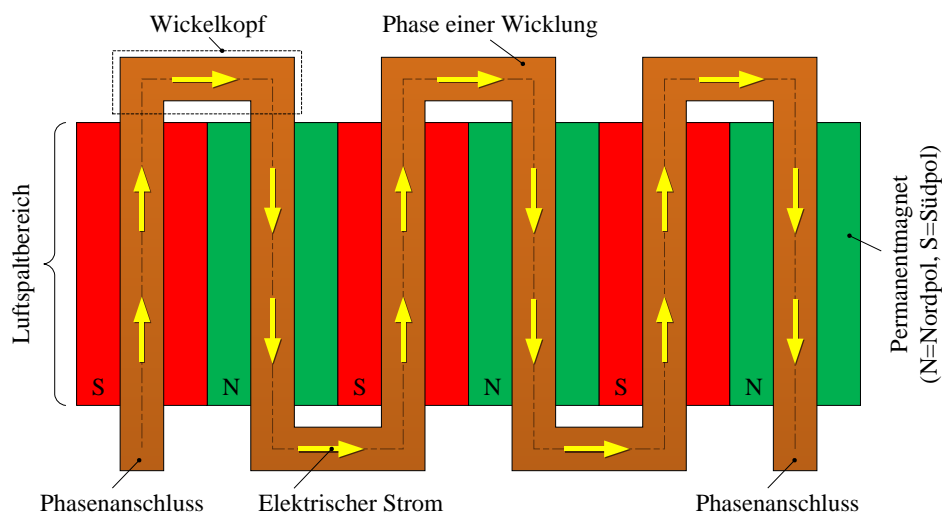 Wickelkopf
Phase einer Wicklung
Luftspaltbereich
Permanentmagnet
(N=Nordpol, S=Südpol)
S
N
S
N
S
N
Phasenanschluss
Elektrischer Strom
Phasenanschluss